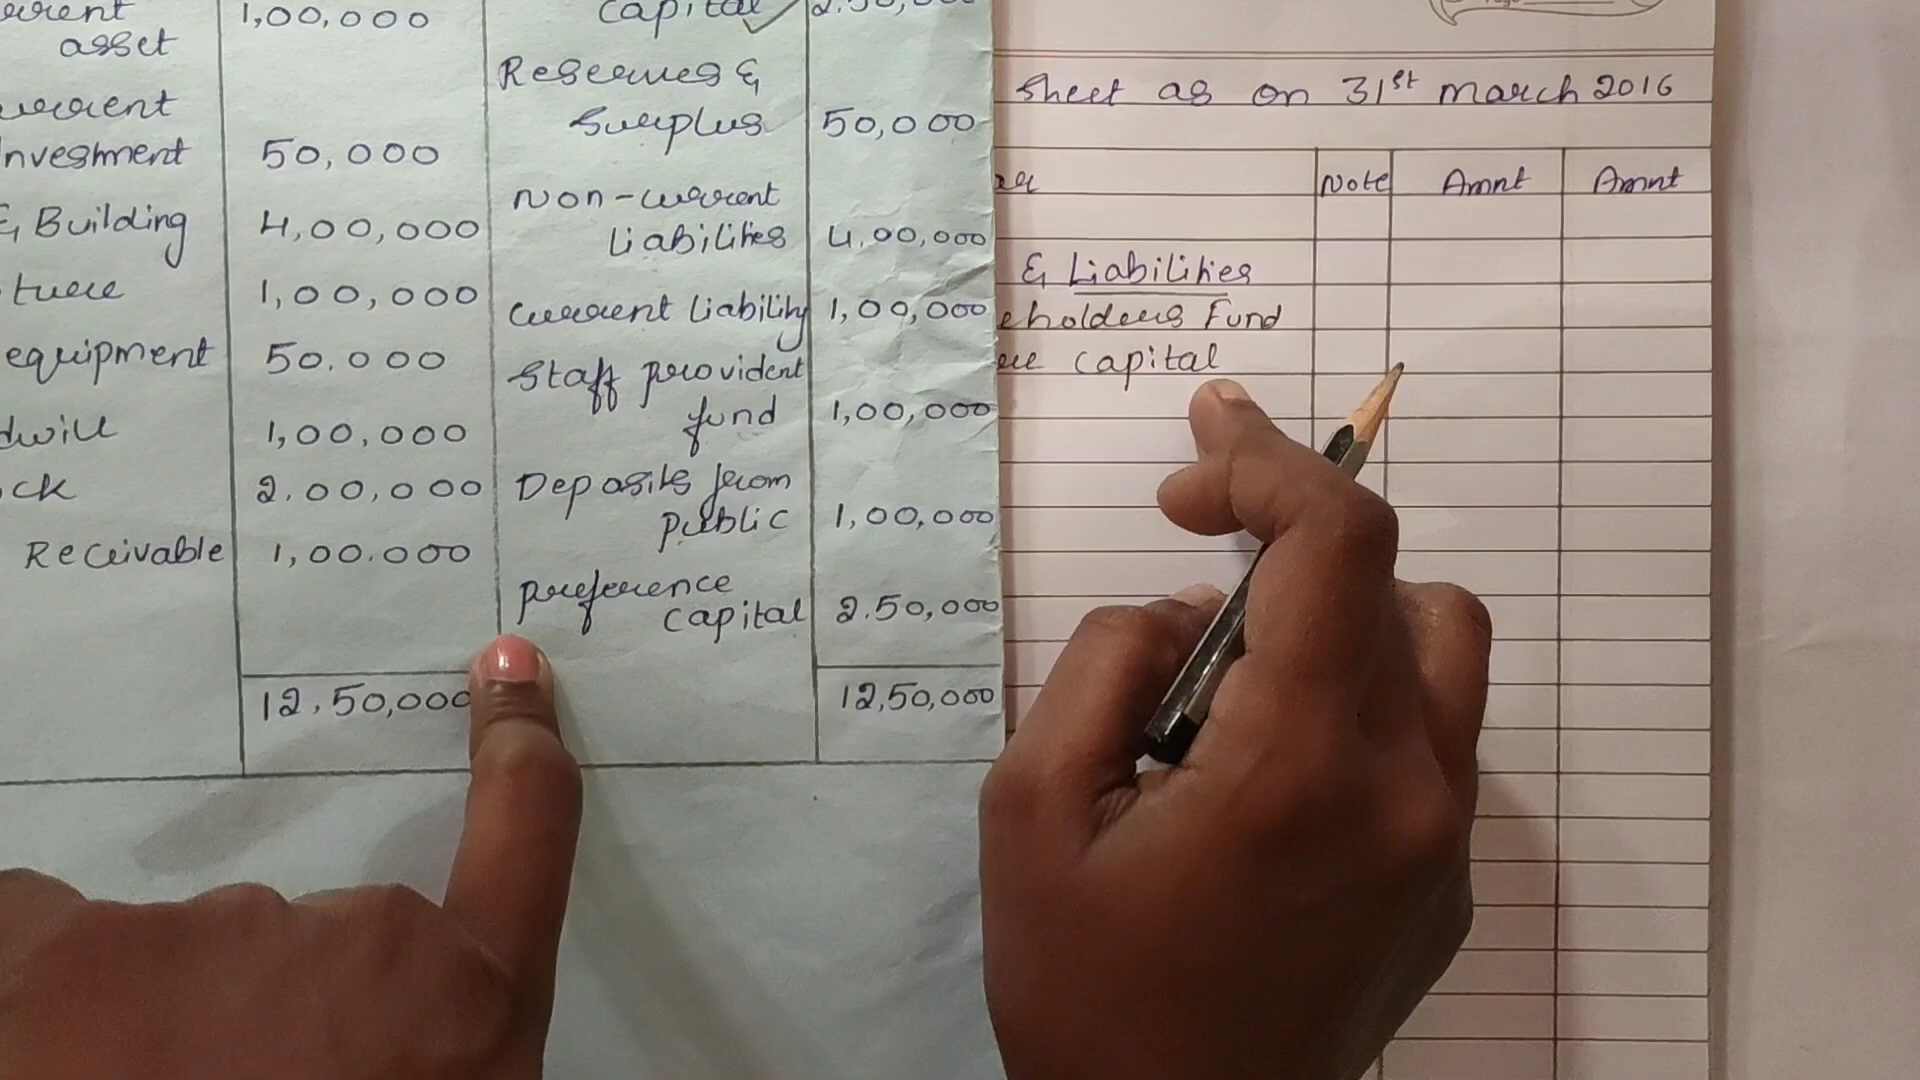 asset 1,00,000
50,000
& Building 4,00,000
1,00,000
equipment 50.000
1,00,000
2.00,000
Receivable 1,00.000
12,50,000
capital
Reserves &
Surplus 50,000
Non-current
Liabilities 4,00,000
Current Liability 1,00,000
Staff provident
fund 1,00,000
Deposits from
public 1,00,000
preference
capital 2.50,000
12,50,000
Sheet as on 31st March 2016
Note Amnt Amnt
& Liabilities
Fund
capital